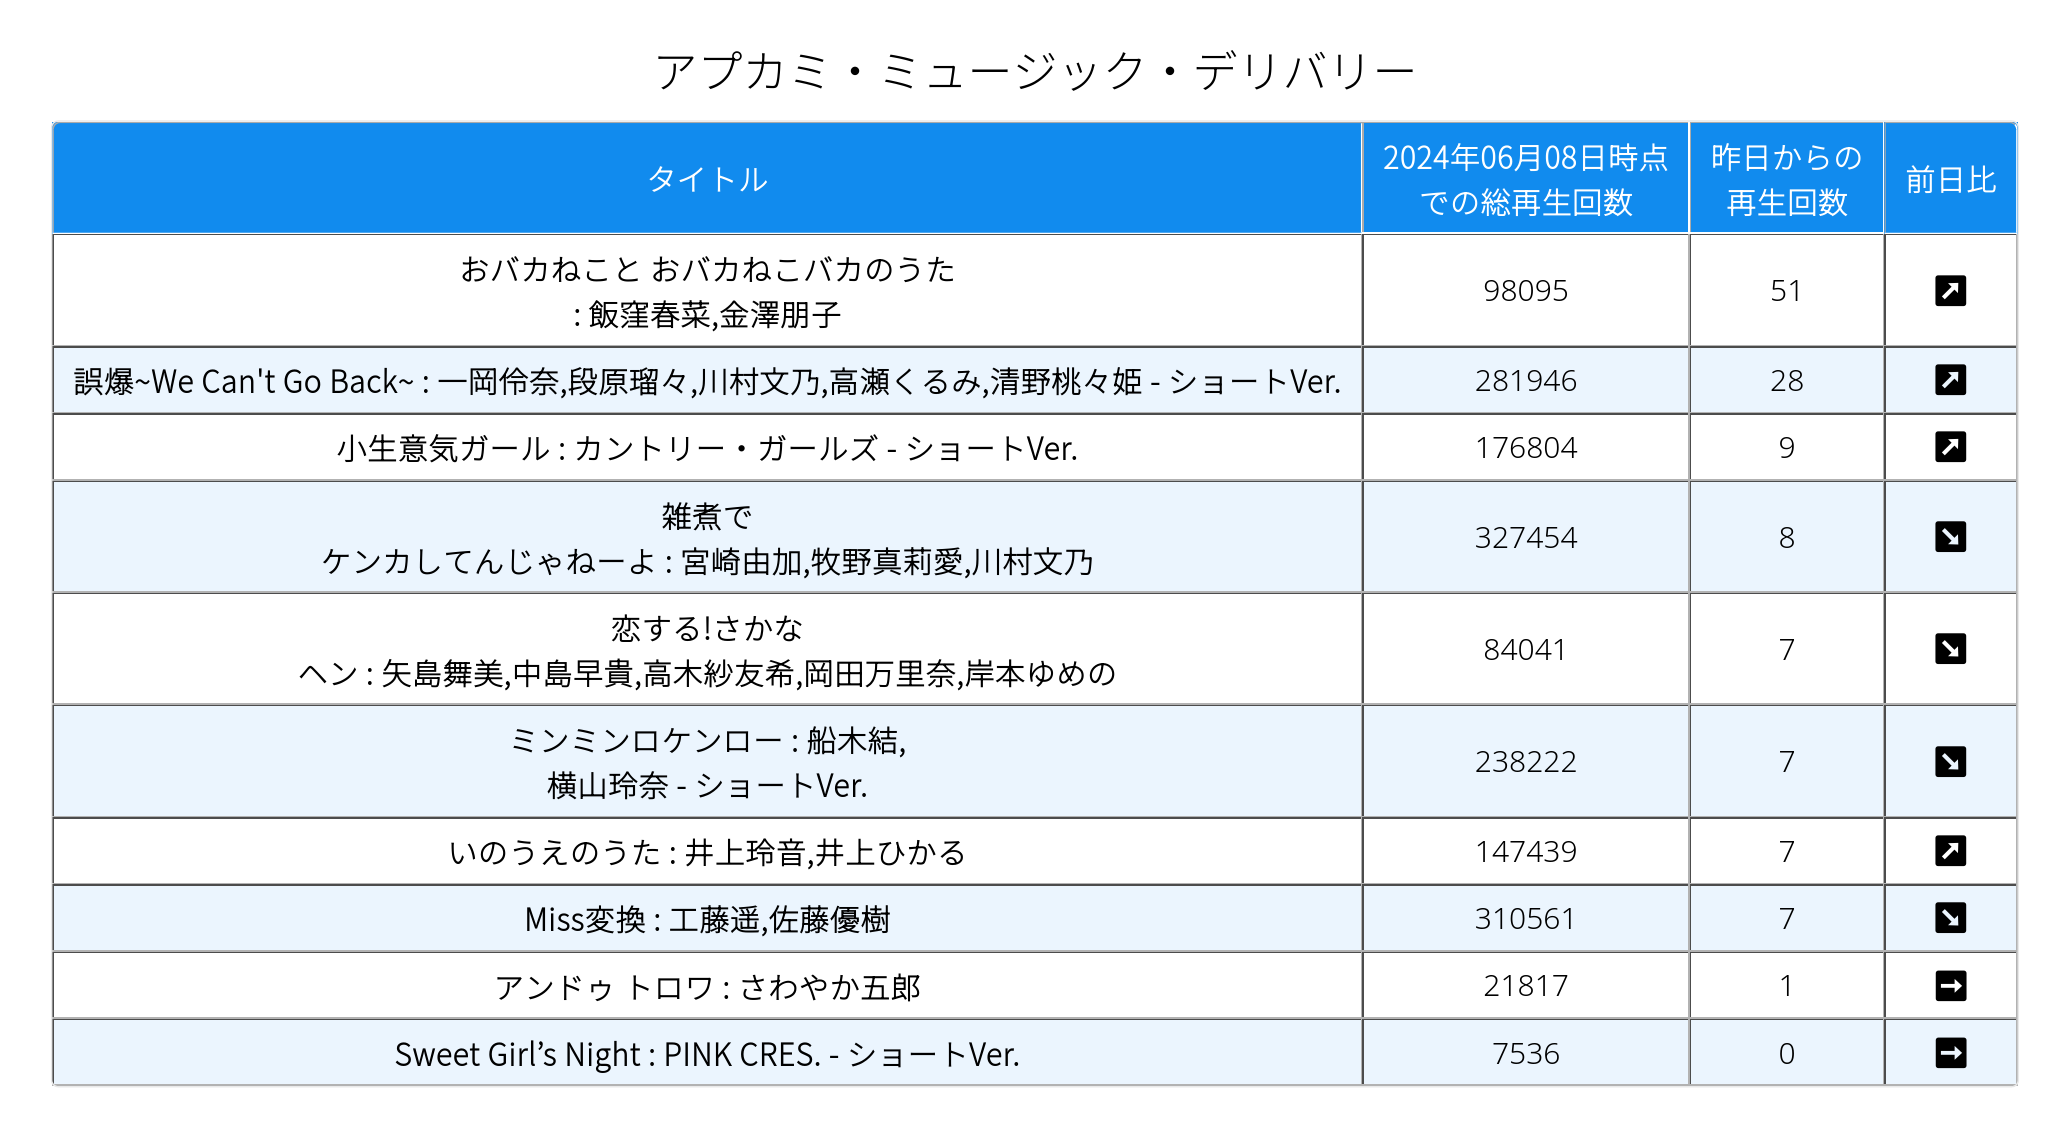 アプカミ・ミュージック・デリバリー
タイトル
2024年06月08日時点
での総再生回数
昨日からの
再生回数
前日比
おバカねこと おバカねこバカのうた
: 飯窪春菜,金澤朋子
98095
51
誤爆~We Can't Go Back~ : 一岡伶奈,段原瑠々,川村文乃,高瀬くるみ,清野桃々姫 - ショートVer.
281946
28
小生意気ガール : カントリー・ガールズ - ショートVer.
176804
9
雑煮で
ケンカしてんじゃねーよ : 宮崎由加,牧野真莉愛,川村文乃
327454
8
恋する!さかな
ヘン : 矢島舞美,中島早貴,高木紗友希,岡田万里奈,岸本ゆめの
84041
7
ミンミンロケンロー : 船木結,
横山玲奈 - ショートVer.
238222
7
いのうえのうた : 井上玲音,井上ひかる
147439
7
Miss変換 : 工藤遥,佐藤優樹
310561
7
アンドゥ トロワ : さわやか五郎
21817
1
Sweet Girl’s Night : PINK CRES. - ショートVer.
7536
0